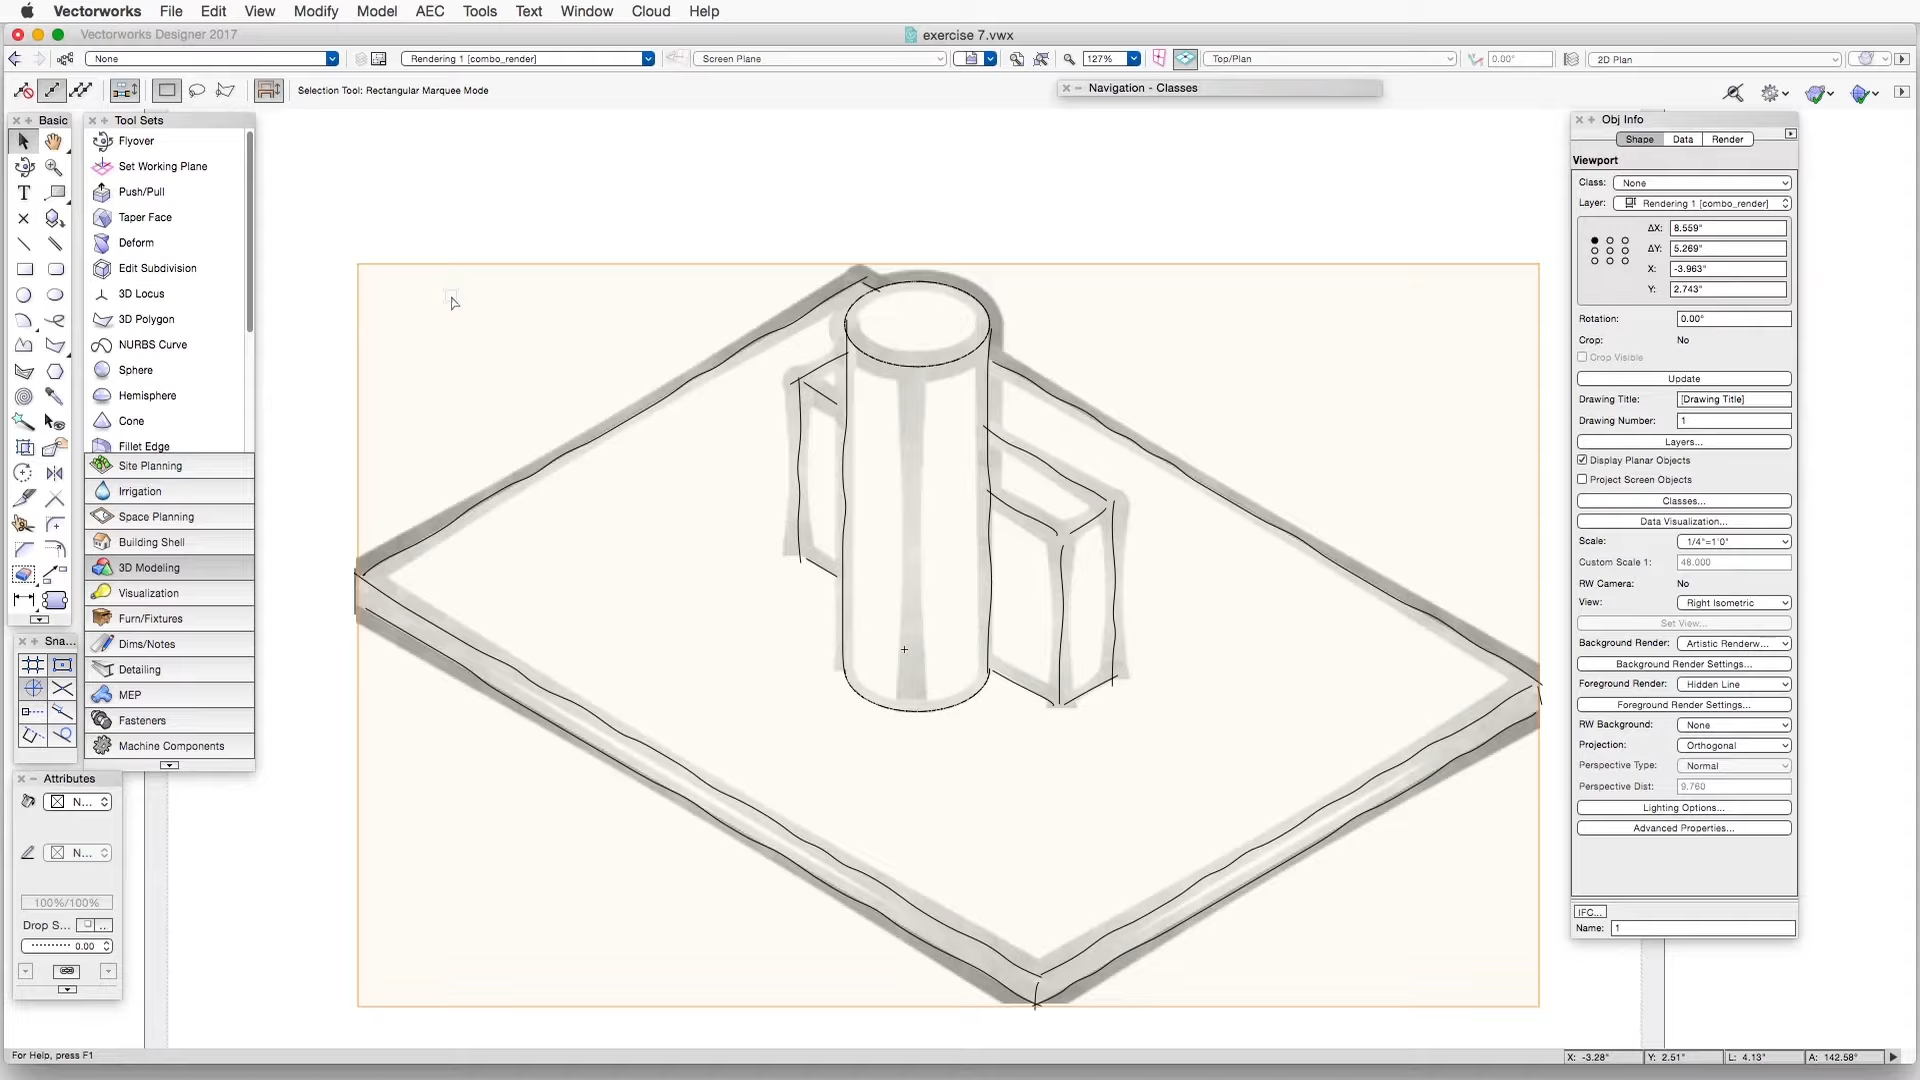 Vectorworks File Edit View Modify Model AEC Tools Text Window Cloud Help
Vectorworks Designer 2017
exercise 7.vwx
None
Rendering 1 [combo_render]
Screen Plane
127%
Top/Plan
0.00°
2D Plan
Selection Tool: Rectangular Marquee Mode
Navigation - Classes
Basic
Tool Sets
Flyover
Set Working Plane
Push/Pull
Taper Face
Deform
Edit Subdivision
3D Locus
3D Polygon
NURBS Curve
Sphere
Hemisphere
Cone
Fillet Edge
Site Planning
Irrigation
Space Planning
Building Shell
3D Modeling
Visualization
Furn/Fixtures
Dims/Notes
Detailing
MEP
Fasteners
Machine Components
Sna...
Attributes
N...
N...
100%/100%
Drop S...
...
0.00
Obj Info
Shape Data Render
Viewport
Class: None
Layer: Rendering 1 [combo_render]
ΔX: 8.559"
ΔY: 5.269"
X: -3.963"
Y: 2.743"
Rotation: 0.00°
Crop: No
Crop Visible
Update
Drawing Title: [Drawing Title]
Drawing Number: 1
Layers...
Display Planar Objects
Project Screen Objects
Classes...
Data Visualization...
Scale: 1/4"=1'0"
Custom Scale 1: 48.000
RW Camera: No
View: Right Isometric
Set View...
Background Render: Artistic Renderw...
Background Render Settings...
Foreground Render: Hidden Line
Foreground Render Settings...
RW Background: None
Projection: Orthogonal
Perspective Type: Normal
Perspective Dist: 9.760
Lighting Options...
Advanced Properties...
IFC...
Name: 1
For Help, press F1
X: -3.28" Y: 2.51" L: 4.13" A: 142.58°